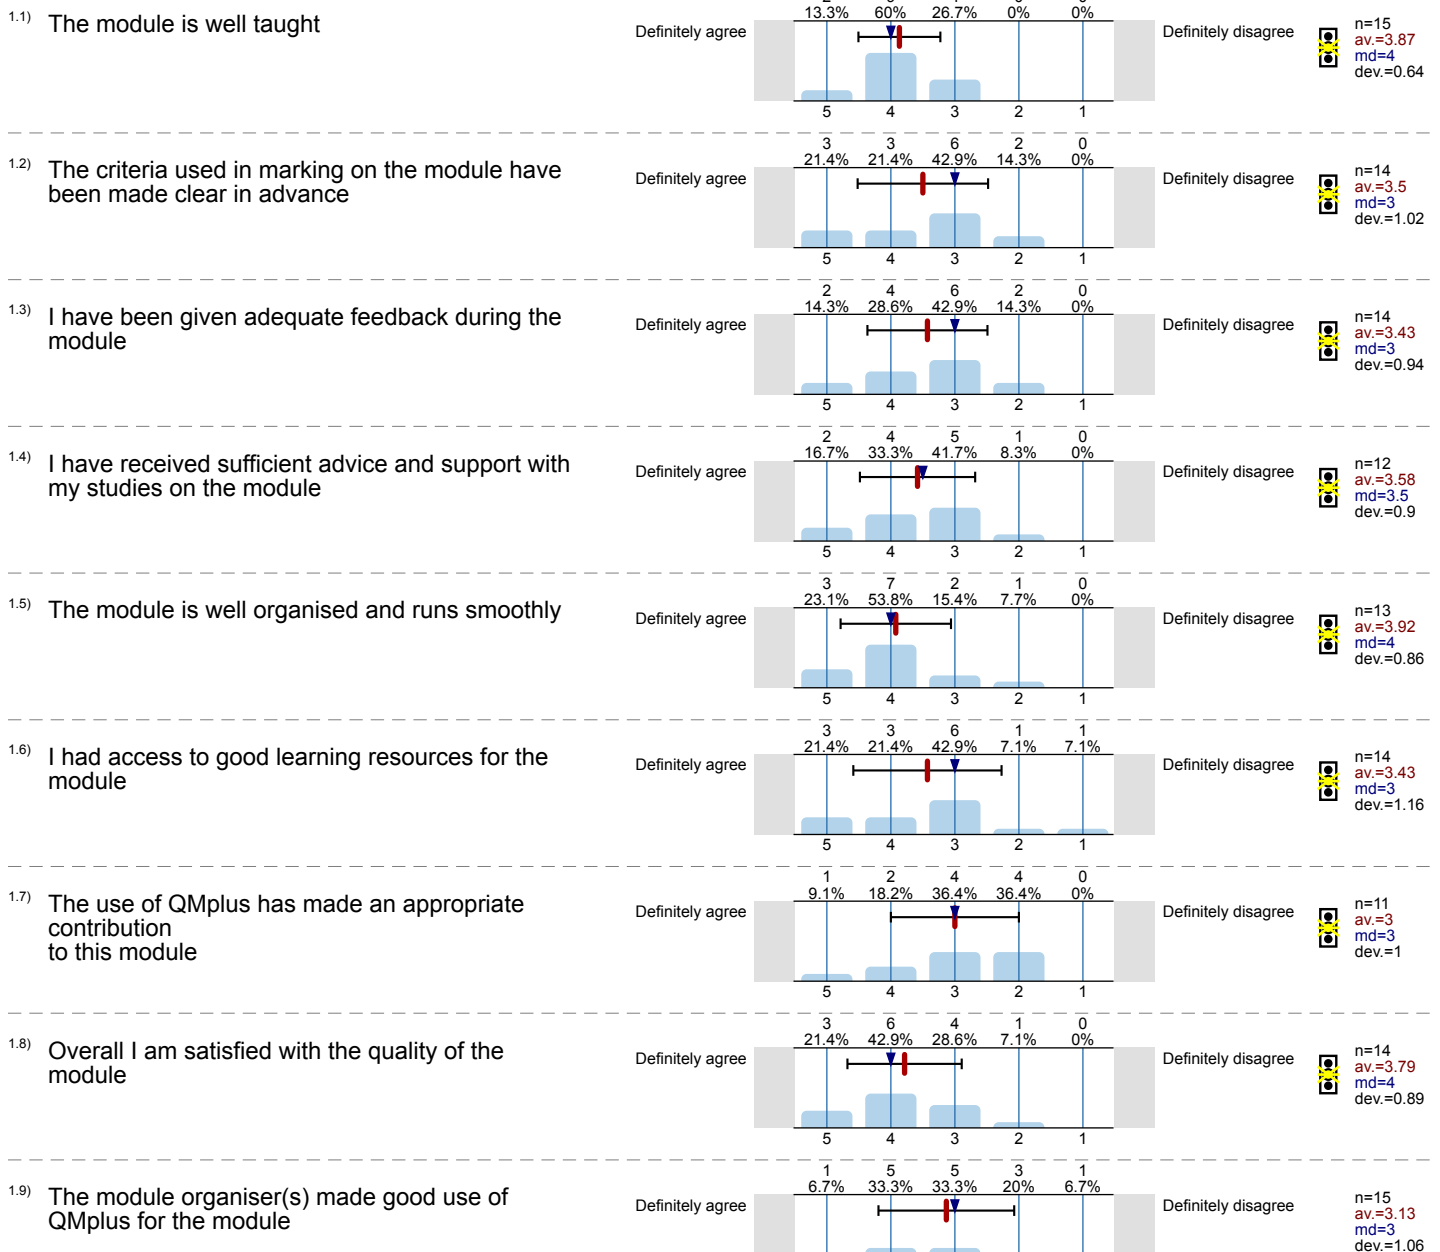 1.1) The module is well taught
Definitely agree
13.3% 60% 26.7% 0% 0%
5 4 3 2 1
Definitely disagree
n=15
av.=3.87
md=4
dev.=0.64
1.2) The criteria used in marking on the module have
been made clear in advance
Definitely agree
3 3 6 2 0
21.4% 21.4% 42.9% 14.3% 0%
5 4 3 2 1
Definitely disagree
n=14
av.=3.5
md=3
dev.=1.02
1.3) I have been given adequate feedback during the
module
Definitely agree
2 4 6 2 0
14.3% 28.6% 42.9% 14.3% 0%
5 4 3 2 1
Definitely disagree
n=14
av.=3.43
md=3
dev.=0.94
1.4) I have received sufficient advice and support with
my studies on the module
Definitely agree
2 4 5 1 0
16.7% 33.3% 41.7% 8.3% 0%
5 4 3 2 1
Definitely disagree
n=12
av.=3.58
md=3.5
dev.=0.9
1.5) The module is well organised and runs smoothly
Definitely agree
3 7 2 1 0
23.1% 53.8% 15.4% 7.7% 0%
5 4 3 2 1
Definitely disagree
n=13
av.=3.92
md=4
dev.=0.86
1.6) I had access to good learning resources for the
module
Definitely agree
3 3 6 1 1
21.4% 21.4% 42.9% 7.1% 7.1%
5 4 3 2 1
Definitely disagree
n=14
av.=3.43
md=3
dev.=1.16
1.7) The use of QMplus has made an appropriate
contribution
to this module
Definitely agree
1 2 4 4 0
9.1% 18.2% 36.4% 36.4% 0%
5 4 3 2 1
Definitely disagree
n=11
av.=3
md=3
dev.=1
1.8) Overall I am satisfied with the quality of the
module
Definitely agree
3 6 4 1 0
21.4% 42.9% 28.6% 7.1% 0%
5 4 3 2 1
Definitely disagree
n=14
av.=3.79
md=4
dev.=0.89
1.9) The module organiser(s) made good use of
QMplus for the module
Definitely agree
1 5 5 3 1
6.7% 33.3% 33.3% 20% 6.7%
Definitely disagree
n=15
av.=3.13
md=3
dev.=1.06